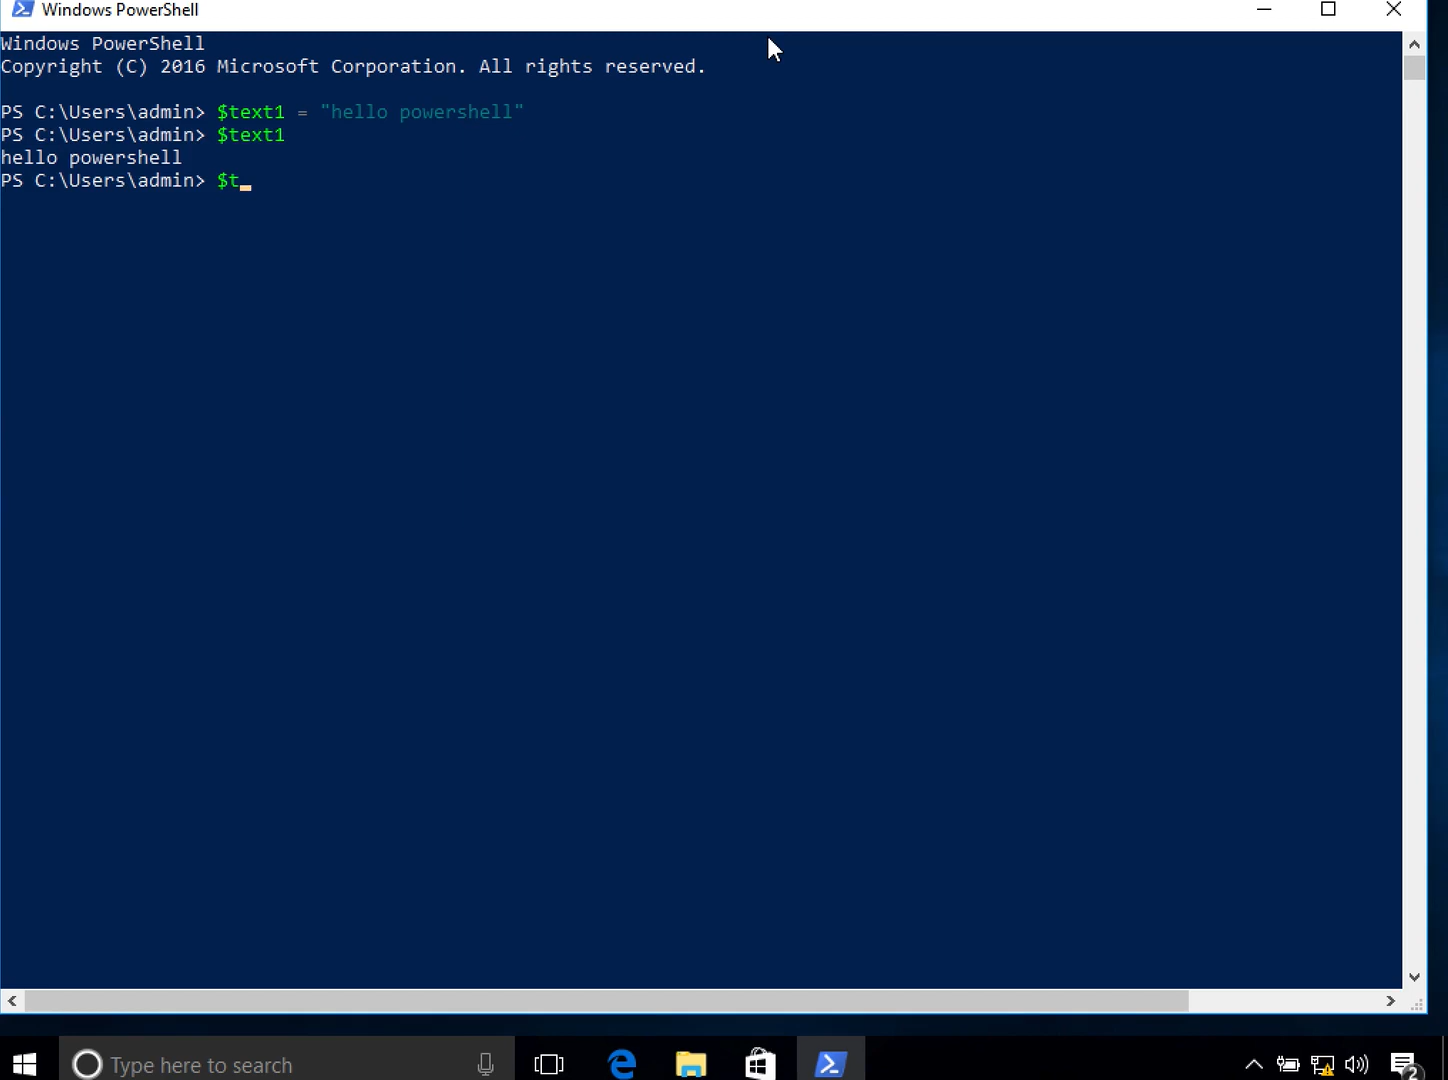 Windows PowerShell
Windows PowerShell
Copyright (C) 2016 Microsoft Corporation. All rights reserved.
PS C:\Users\admin> $text1 = "hello powershell"
PS C:\Users\admin> $text1
hello powershell
PS C:\Users\admin> $t
Type here to search
2